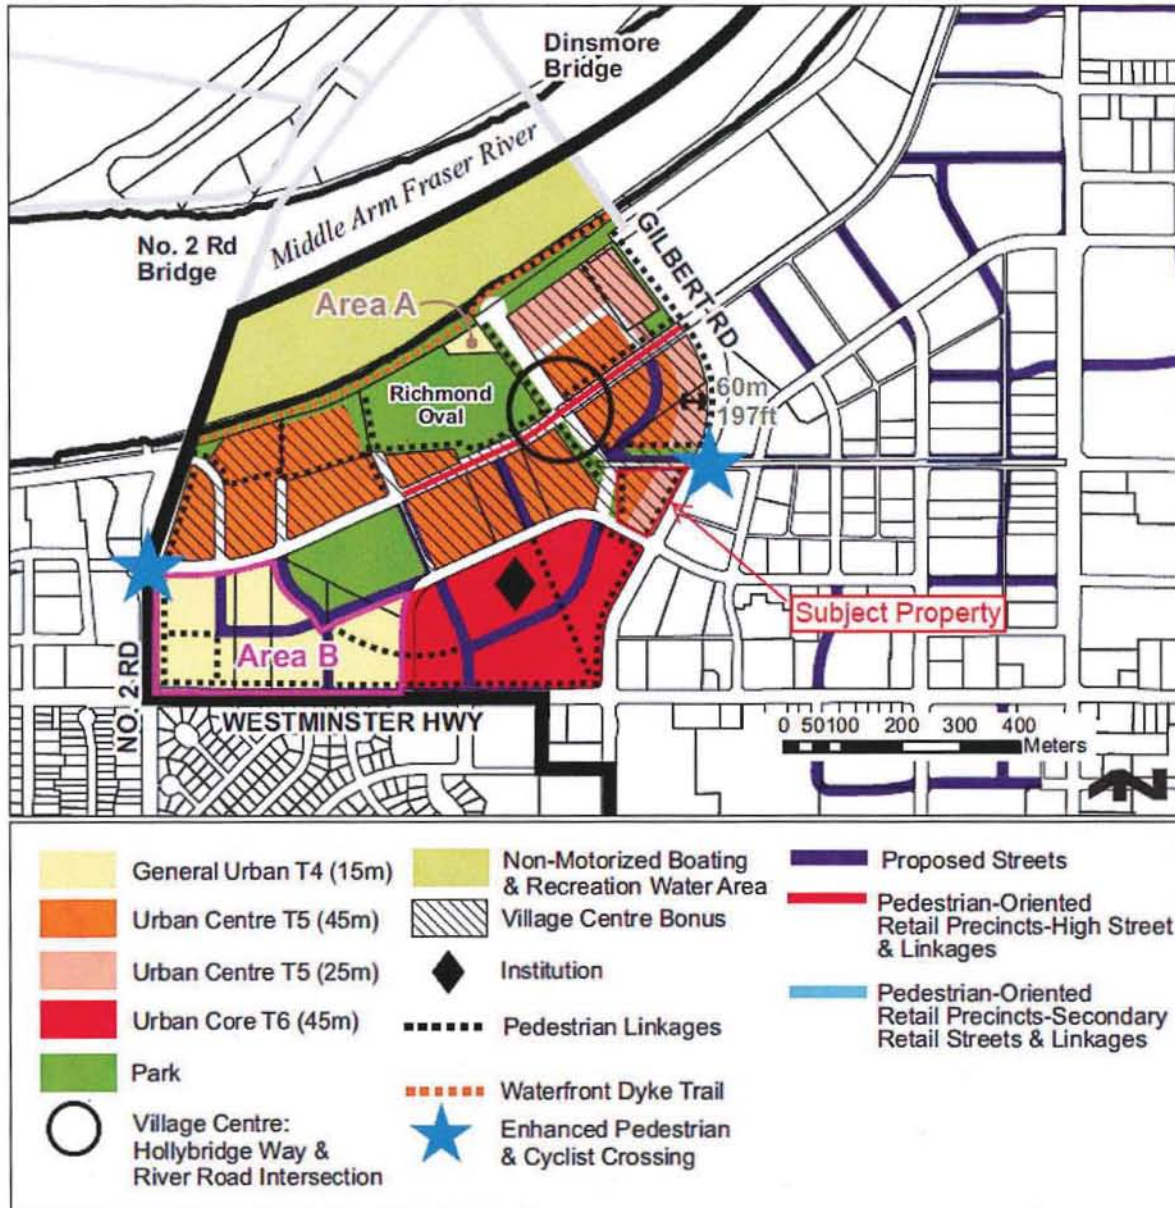 Dinsmore
Bridge
Middle Arm Fraser River
No. 2 Rd
Bridge
GILBERT RD
Area A
Richmond
Oval
60m
197ft
Subject Property
Area B
NO. 2 RD
WESTMINSTER HWY
0 50 100 200 300 400
Meters
General Urban T4 (15m)
Urban Centre T5 (45m)
Urban Centre T5 (25m)
Urban Core T6 (45m)
Park
Village Centre:
Hollybridge Way &
River Road Intersection
Non-Motorized Boating
& Recreation Water Area
Village Centre Bonus
Institution
Pedestrian Linkages
Waterfront Dyke Trail
Enhanced Pedestrian
& Cyclist Crossing
Proposed Streets
Pedestrian-Oriented
Retail Precincts-High Street
& Linkages
Pedestrian-Oriented
Retail Precincts-Secondary
Retail Streets & Linkages